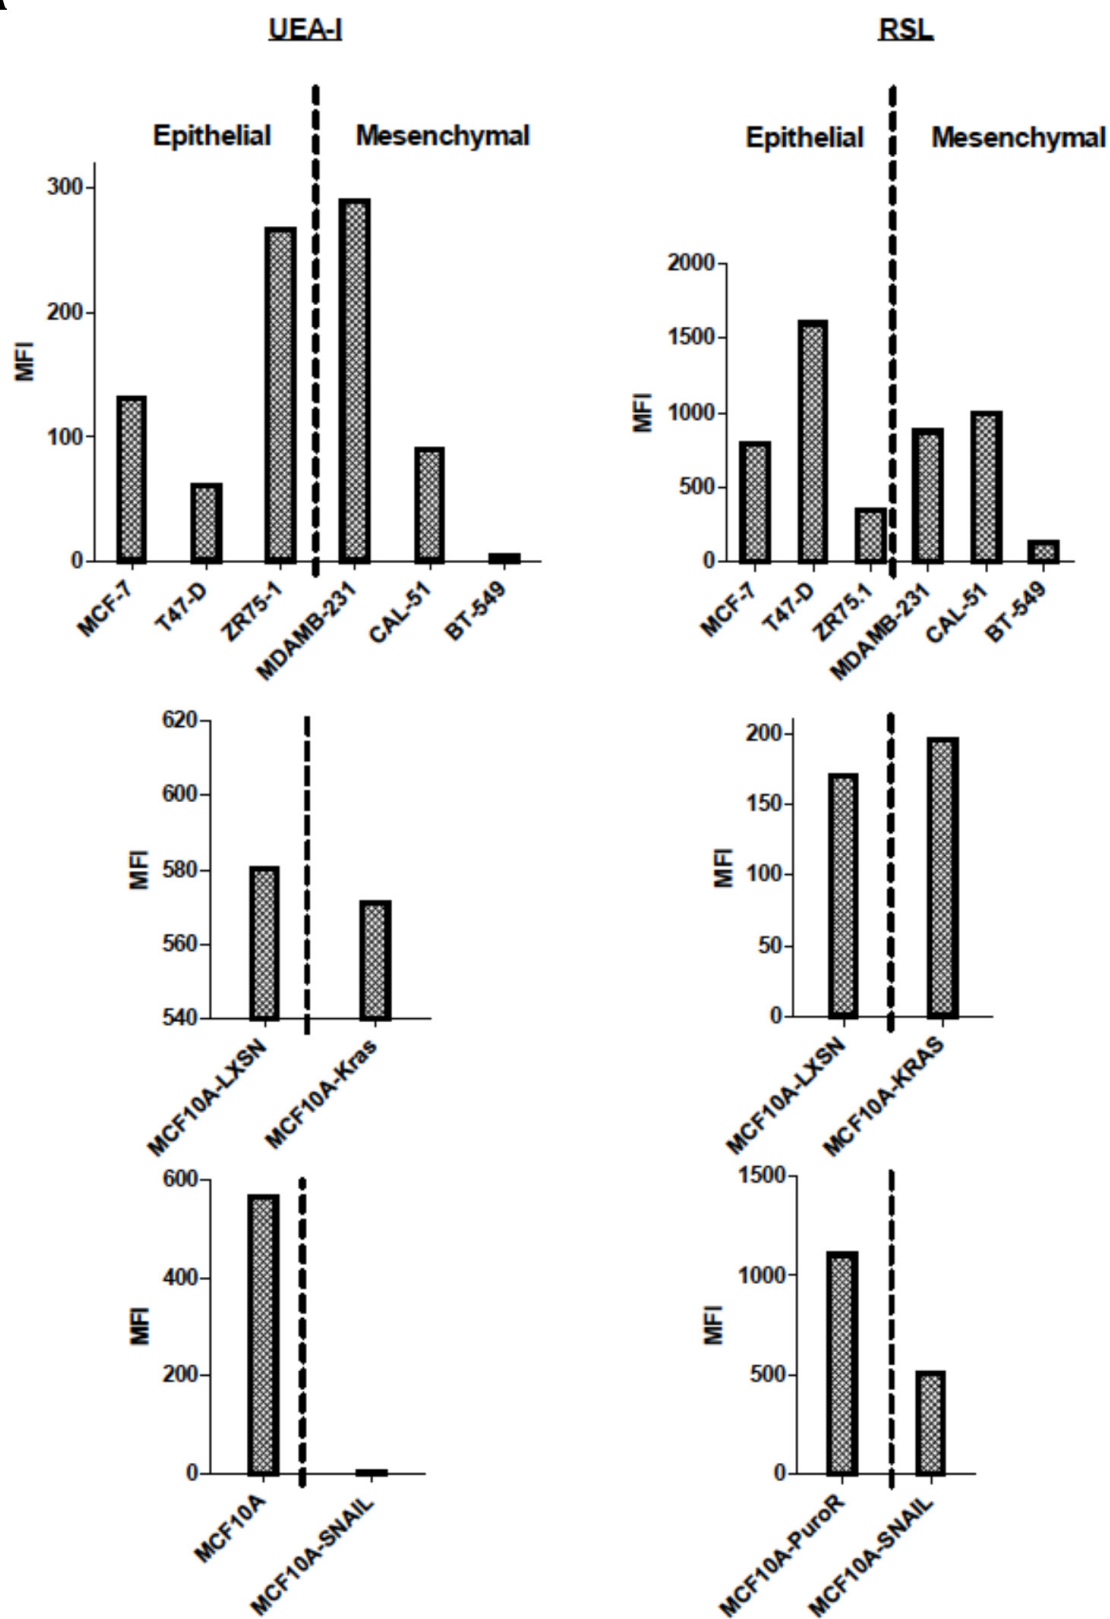 UEA-I
RSL
Epithelial
Mesenchymal
300
200
100
0
MFI
MCF-7
T47-D
ZR75-1
MDAMB-231
CAL-51
BT-549
Epithelial
Mesenchymal
2000
1500
1000
500
0
MFI
MCF-7
T47-D
ZR75.1
MDAMB-231
CAL-51
BT-549
620
600
580
560
540
MFI
MCF10A-LXSN
MCF10A-Kras
200
150
100
50
0
MFI
MCF10A-LXSN
MCF10A-KRAS
600
400
200
0
MFI
MCF10A
MCF10A-SNAIL
1500
1000
500
0
MFI
MCF10A-PuroR
MCF10A-SNAIL